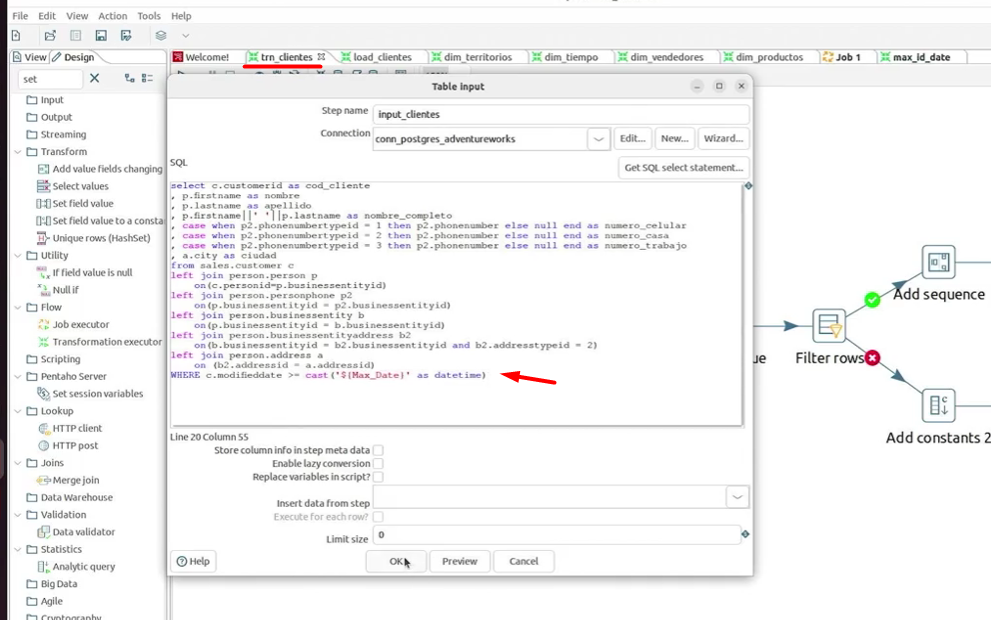 File Edit View Action Tools Help
View Design
Welcome! trn_clientes load_clientes dim_territorios dim_tiempo dim_vendedores dim_productos Job 1 max_id_date
set
Input
Output
Streaming
Transform
Add value fields changing
Select values
Set field value
Set field value to a consta
Unique rows (HashSet)
Utility
If field value is null
Null if
Flow
Job executor
Transformation executor
Scripting
Pentaho Server
Set session variables
Lookup
HTTP client
HTTP post
Joins
Merge join
Data Warehouse
Validation
Data validator
Statistics
Analytic query
Big Data
Agile
Cryptography
Table Input
Step name input_clientes
Connection conn_postgres_adventureworks Edit... New... Wizard...
SQL
Get SQL select statement...
select c.customerid as cod_cliente
, p.firstname as nombre
, p.lastname as apellido
, p.firstname||' '||p.lastname as nombre_completo
, case when p2.phonenumbertypeid = 1 then p2.phonenumber else null end as numero_celular
, case when p2.phonenumbertypeid = 2 then p2.phonenumber else null end as numero_casa
, case when p2.phonenumbertypeid = 3 then p2.phonenumber else null end as numero_trabajo
, a.city as ciudad
from sales.customer c
left join person.person p
on(c.personid=p.businessentityid)
left join person.personphone p2
on(p.businessentityid = p2.businessentityid)
left join person.businessentity b
on(p.businessentityid = b.businessentityid)
left join person.businessentityaddress b2
on(b.businessentityid = b2.businessentityid and b2.addresstypeid = 2)
left join person.address a
on (b2.addressid = a.addressid)
WHERE c.modifieddate >= cast('${Max_Date}' as datetime)
Line 20 Column 55
Store column info in step meta data
Enable lazy conversion
Replace variables in script?
Insert data from step
Execute for each row?
Limit size 0
Help OK Preview Cancel
Add sequence
ue Filter rows
Add constants 2